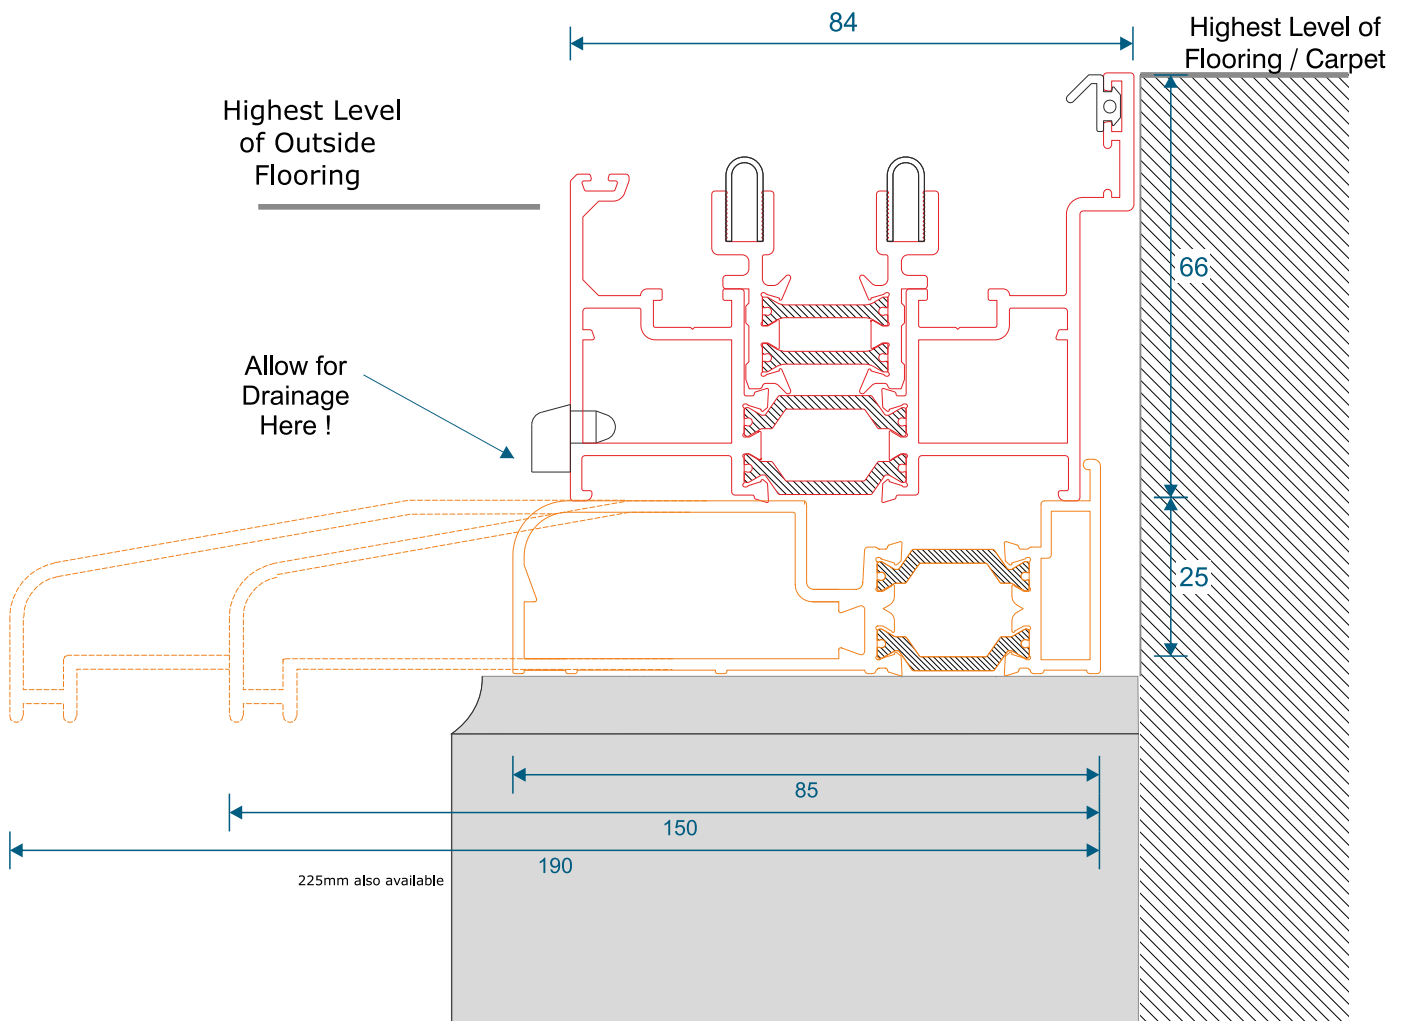 84
Highest Level of
Flooring / Carpet
Highest Level
of Outside
Flooring
66
Allow for
Drainage
Here !
25
85
150
190
225mm also available